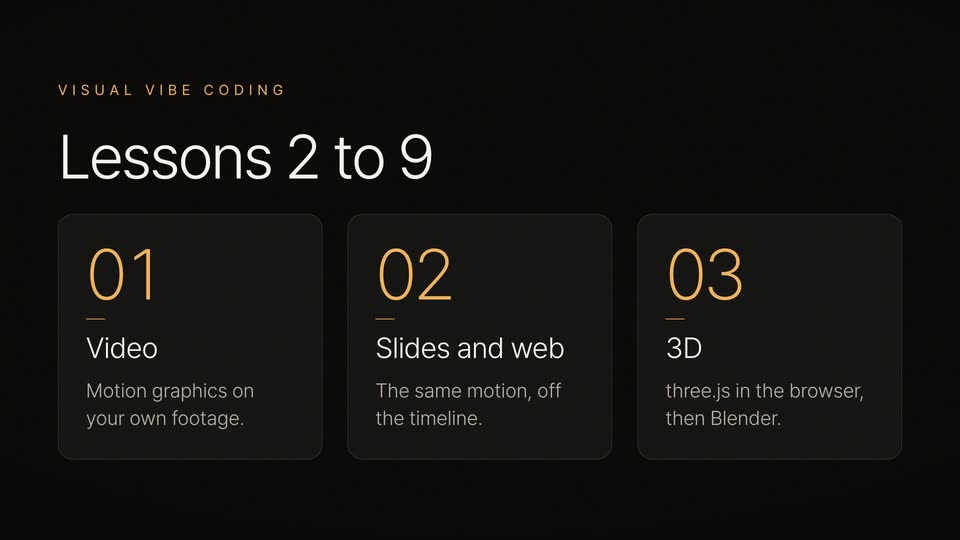 VISUAL VIBE CODING
Lessons 2 to 9
01
Video
Motion graphics on
your own footage.
02
Slides and web
The same motion, off
the timeline.
03
3D
three.js in the browser,
then Blender.